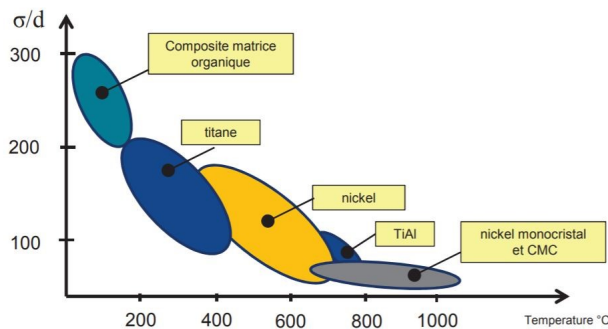 σ/d
300
200
100
Composite matrice
organique
titane
nickel
TiAl
nickel monocristal
et CMC
200
400
600
800
1000
Temperature °C